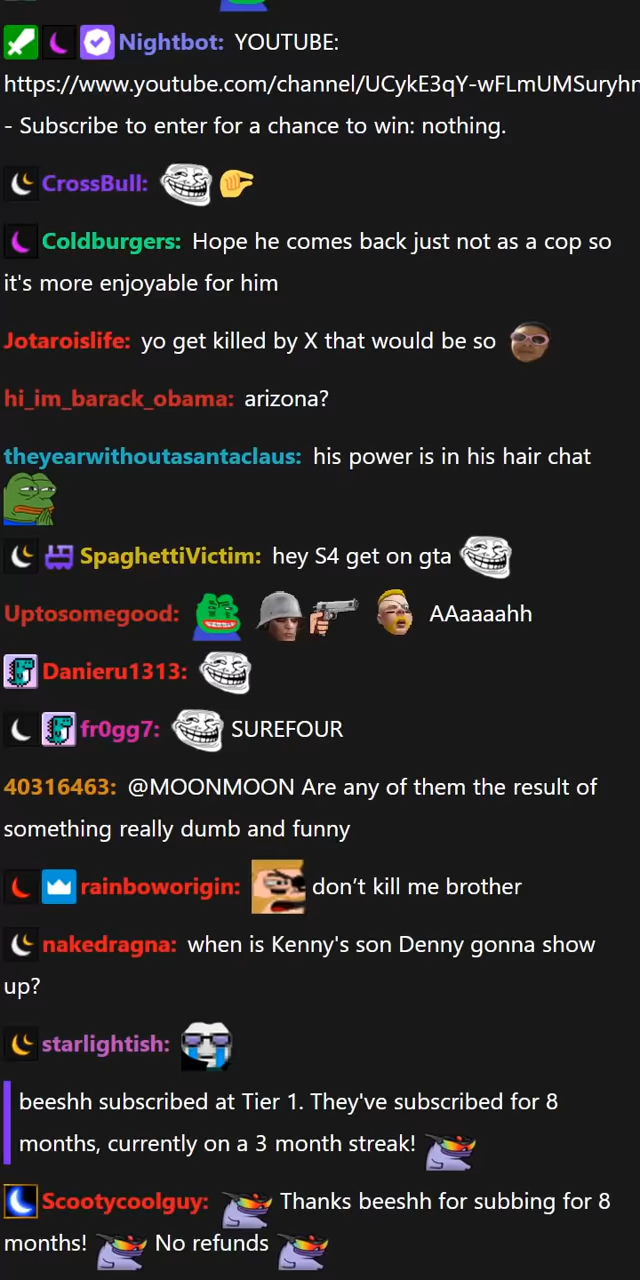 Nightbot: YOUTUBE:
https://www.youtube.com/channel/UCykE3qY-wFLmUMSuryhn
- Subscribe to enter for a chance to win: nothing.
CrossBull:
Coldburgers: Hope he comes back just not as a cop so
it's more enjoyable for him
Jotaroislife: yo get killed by X that would be so
hi_im_barack_obama: arizona?
theyearwithoutasantaclaus: his power is in his hair chat
SpaghettiVictim: hey S4 get on gta
Uptosomegood: AAaaaahh
Danieru1313:
fr0gg7: SUREFOUR
40316463: @MOONMOON Are any of them the result of
something really dumb and funny
rainboworigin: don’t kill me brother
nakedragna: when is Kenny's son Denny gonna show
up?
starlightish:
beeshh subscribed at Tier 1. They've subscribed for 8
months, currently on a 3 month streak!
Scootycoolguy: Thanks beeshh for subbing for 8
months! No refunds